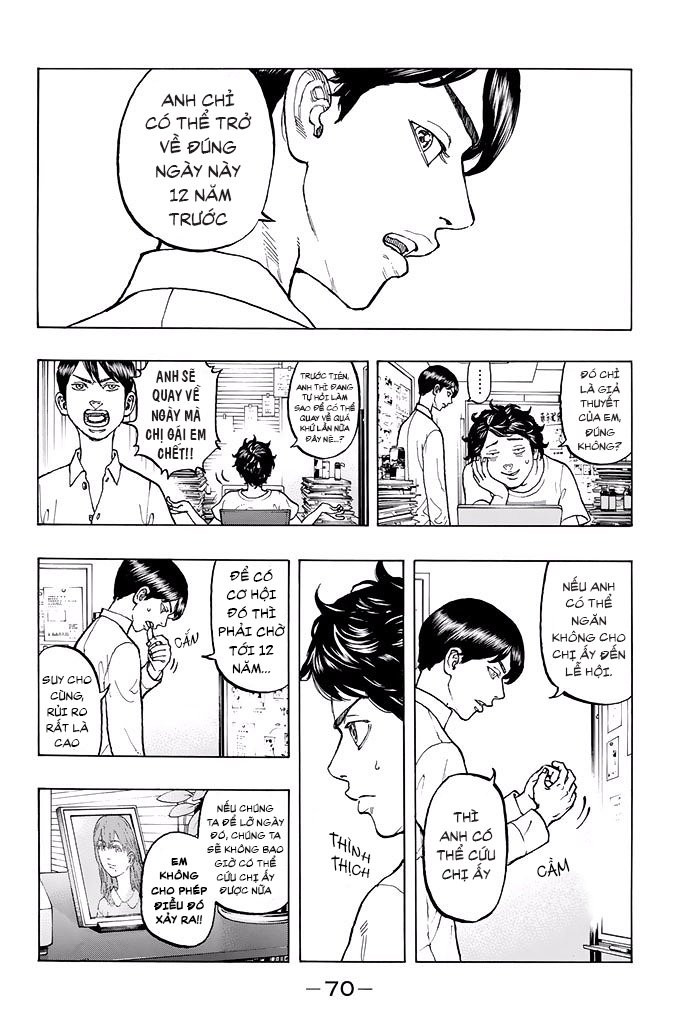 ANH CHỈ
CÓ THỂ TRỞ
VỀ ĐÚNG
NGÀY NÀY
12 NĂM
TRƯỚC
ĐÓ CHỈ
LÀ GIẢ
THUYẾT
CỦA EM,
ĐÚNG
KHÔNG?
......
TRƯỚC TIÊN,
ANH THÌ ĐANG
TỰ HỎI LÀM
SAO ĐỂ CÓ THỂ
QUAY VỀ QUÁ
KHỨ LẦN NỮA
ĐÂY NÈ...?
ANH SẼ
QUAY VỀ
NGÀY MÀ
CHỊ GÁI EM
CHẾT!!
NẾU ANH
CÓ THỂ
NGĂN
KHÔNG CHO
CHỊ ẤY ĐẾN
LỄ HỘI.
THÌ
ANH CÓ
THỂ CỨU
CHỊ ẤY
CẦM
THÌNH
THỊCH
ĐỂ CÓ
CƠ HỘI
ĐÓ THÌ
PHẢI CHỜ
TỚI 12
NĂM...
CẮN
SUY CHO
CÙNG,
RỦI RO
RẤT LÀ
CAO
NẾU CHÚNG
TA ĐỂ LỠ NGÀY
ĐÓ, CHÚNG TA
SẼ KHÔNG BAO
GIỜ CÓ THỂ
CỨU CHỊ ẤY
ĐƯỢC NỮA
EM
KHÔNG
CHO PHÉP
ĐIỀU ĐÓ
XẢY RA!!
- 70 -